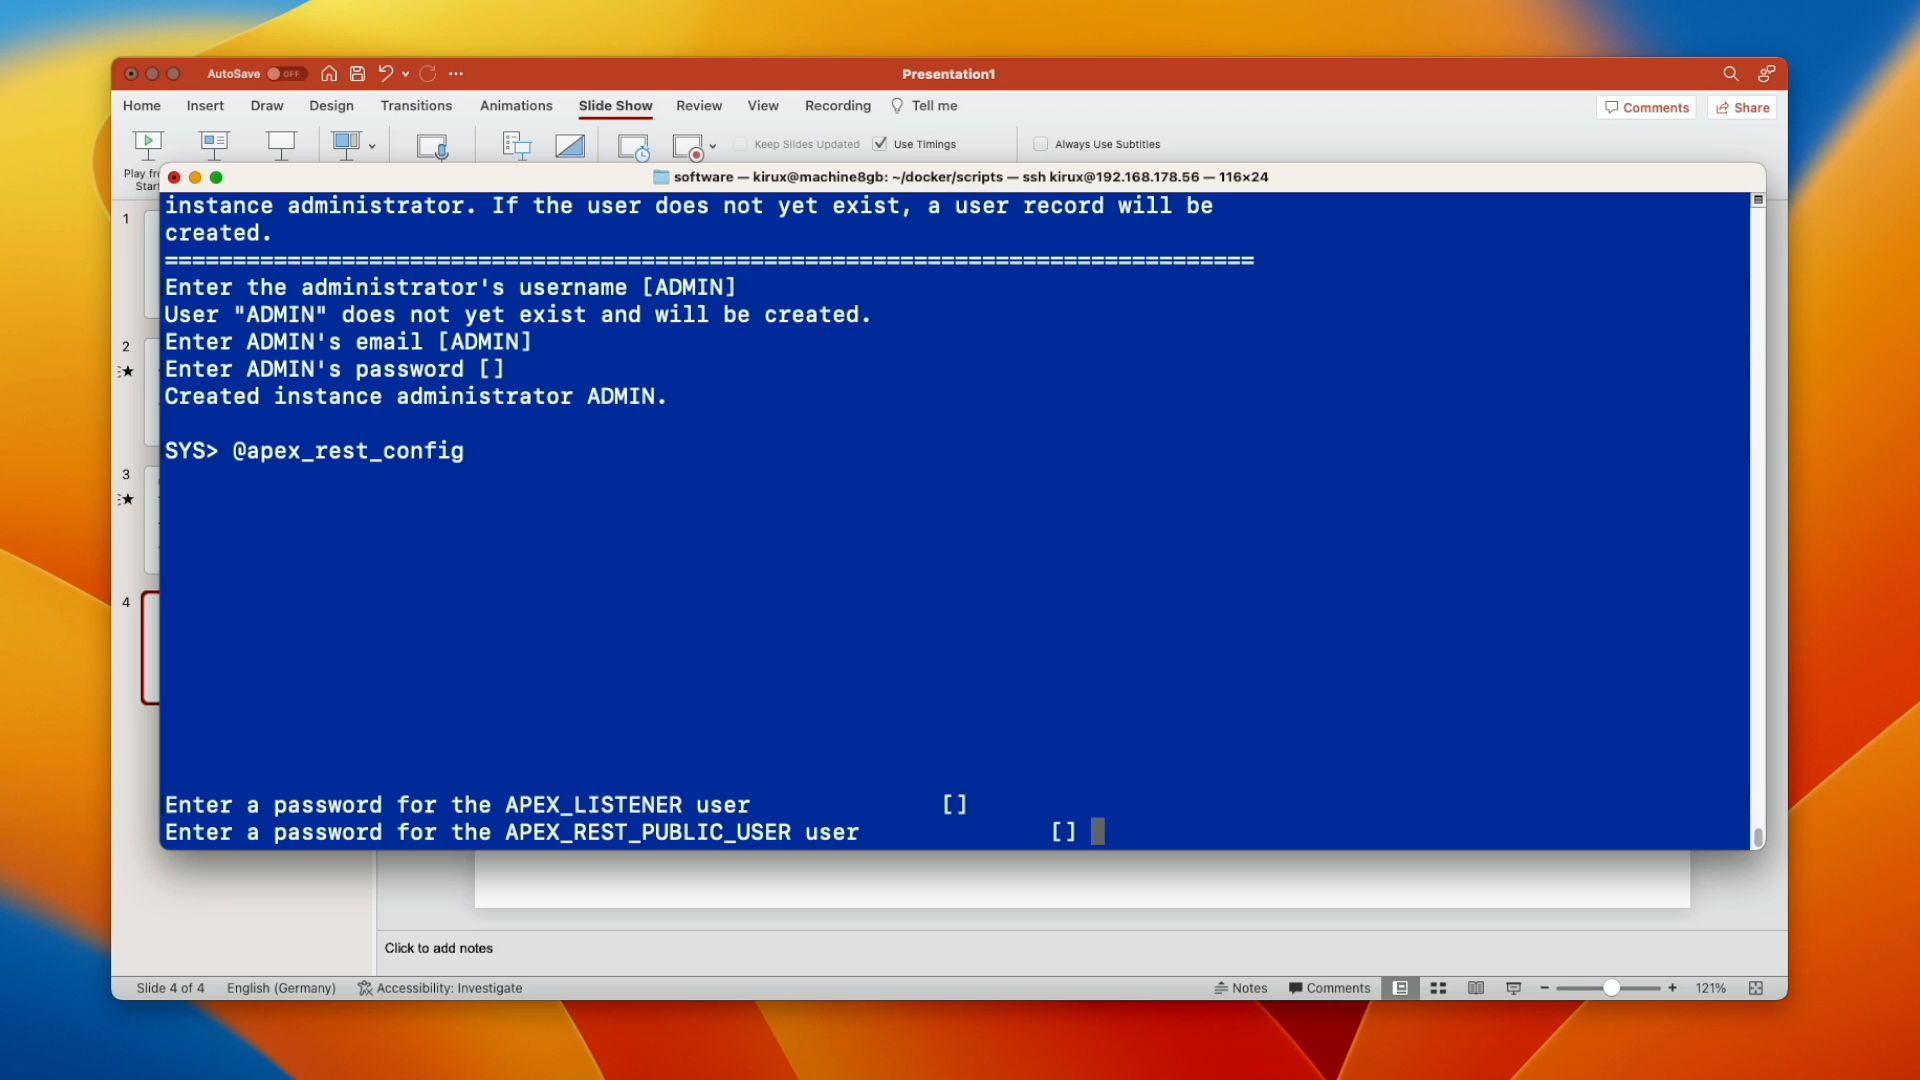 AutoSave OFF
Presentation1
Home Insert Draw Design Transitions Animations Slide Show Review View Recording Tell me
Comments Share
Keep Slides Updated Use Timings Always Use Subtitles
software — kirux@machine8gb: ~/docker/scripts — ssh kirux@192.168.178.56 — 116×24
instance administrator. If the user does not yet exist, a user record will be
created.
================================================================================
Enter the administrator's username [ADMIN]
User "ADMIN" does not yet exist and will be created.
Enter ADMIN's email [ADMIN]
Enter ADMIN's password []
Created instance administrator ADMIN.
SYS> @apex_rest_config
Enter a password for the APEX_LISTENER user []
Enter a password for the APEX_REST_PUBLIC_USER user []
1
2
3
4
Click to add notes
Slide 4 of 4 English (Germany) Accessibility: Investigate Notes Comments 121%